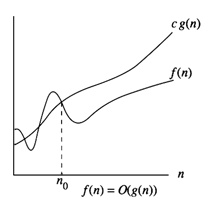 c g(n)
f(n)
n
n₀
f(n) = O(g(n))